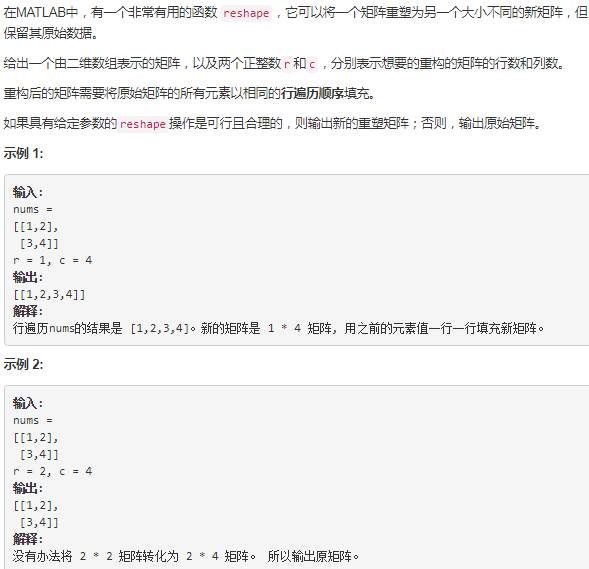 在MATLAB中，有一个非常有用的函数 reshape ，它可以将一个矩阵重塑为另一个大小不同的新矩阵，但
保留其原始数据。
给出一个由二维数组表示的矩阵，以及两个正整数 r 和 c ，分别表示想要的重构的矩阵的行数和列数。
重构后的矩阵需要将原始矩阵的所有元素以相同的行遍历顺序填充。
如果具有给定参数的 reshape 操作是可行且合理的，则输出新的重塑矩阵；否则，输出原始矩阵。
示例 1:
输入:
nums =
[[1,2],
 [3,4]]
r = 1, c = 4
输出:
[[1,2,3,4]]
解释:
行遍历nums的结果是 [1,2,3,4]。新的矩阵是 1 * 4 矩阵, 用之前的元素值一行一行填充新矩阵。
示例 2:
输入:
nums =
[[1,2],
 [3,4]]
r = 2, c = 4
输出:
[[1,2],
 [3,4]]
解释:
没有办法将 2 * 2 矩阵转化为 2 * 4 矩阵。 所以输出原矩阵。